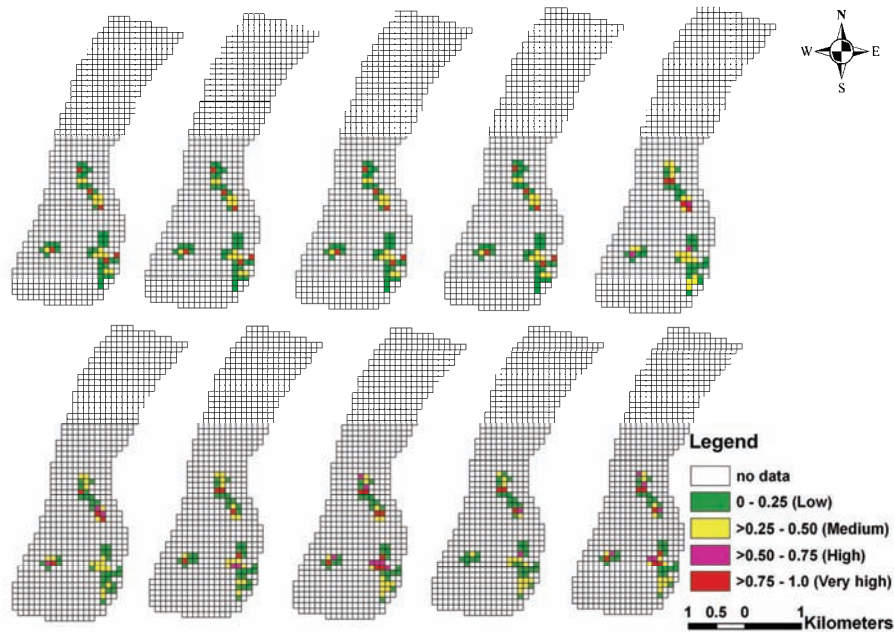 N
W E
S
Legend
no data
0 - 0.25 (Low)
>0.25 - 0.50 (Medium)
>0.50 - 0.75 (High)
>0.75 - 1.0 (Very high)
1 0.5 0 1
Kilometers